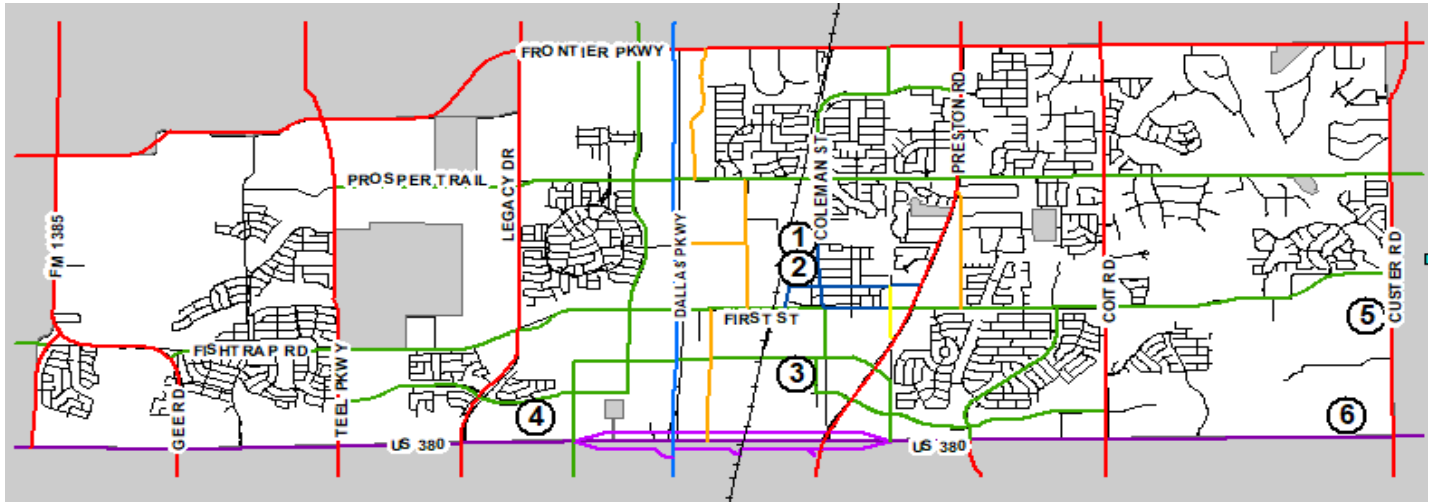 FRONTIER PKWY
PRESTON RD
COLEMAN ST
PROSPER TRAIL
LEGACY DR
FM 1385
DALLAS PKWY
1
2
COIT RD
CUSTER RD
5
FIRST ST
FISHTRAP RD
3
TEEL PKWY
GEE RD
4
6
US 380
US 380